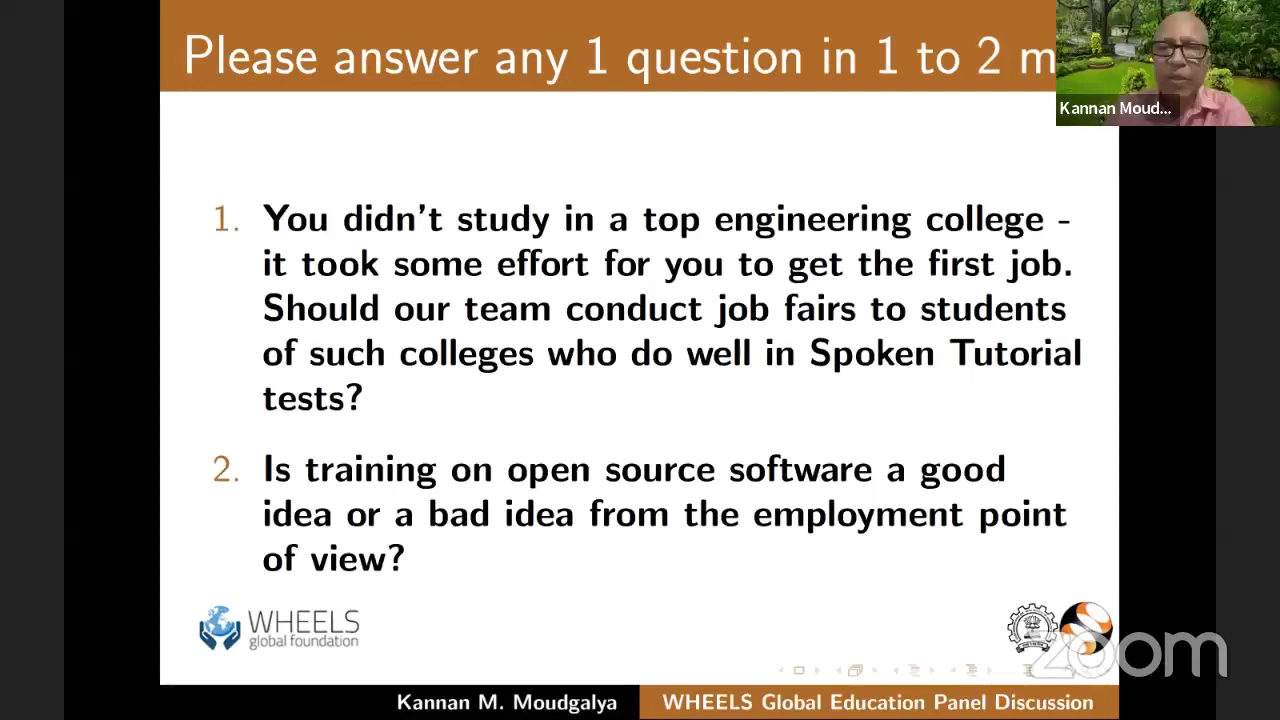 Please answer any 1 question in 1 to 2 m
Kannan Moud...
1. You didn't study in a top engineering college -
it took some effort for you to get the first job.
Should our team conduct job fairs to students
of such colleges who do well in Spoken Tutorial
tests?
2. Is training on open source software a good
idea or a bad idea from the employment point
of view?
WHEELS
global foundation
zoom
Kannan M. Moudgalya
WHEELS Global Education Panel Discussion